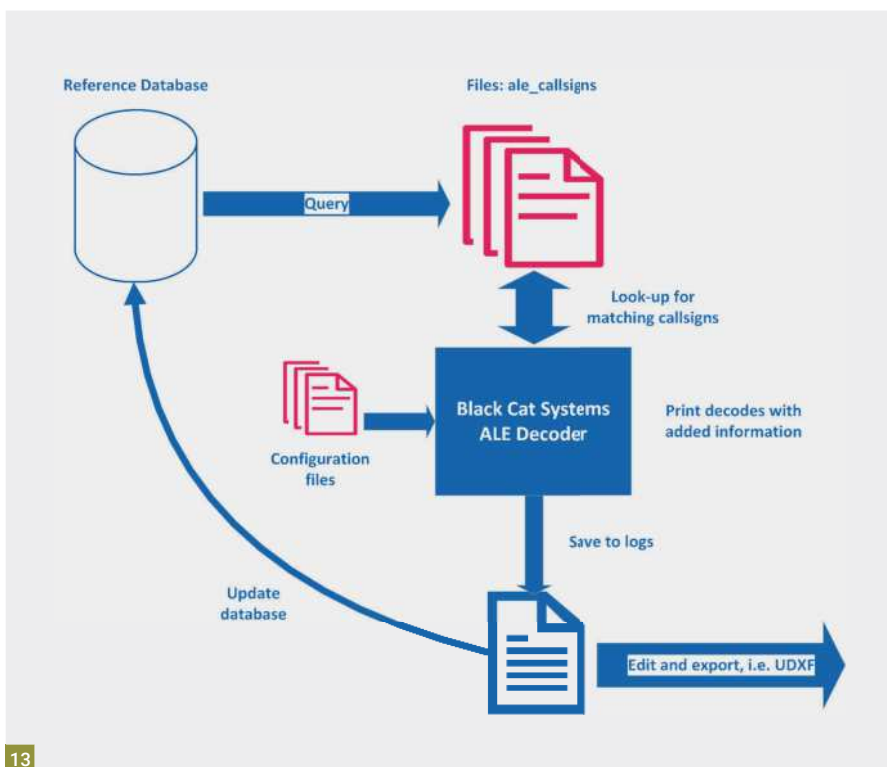 Reference Database
Files: ale_callsigns
Query
Look-up for
matching callsigns
Black Cat Systems
ALE Decoder
Print decodes with
added information
Configuration
files
Save to logs
Update
database
Edit and export, i.e. UDXF
13